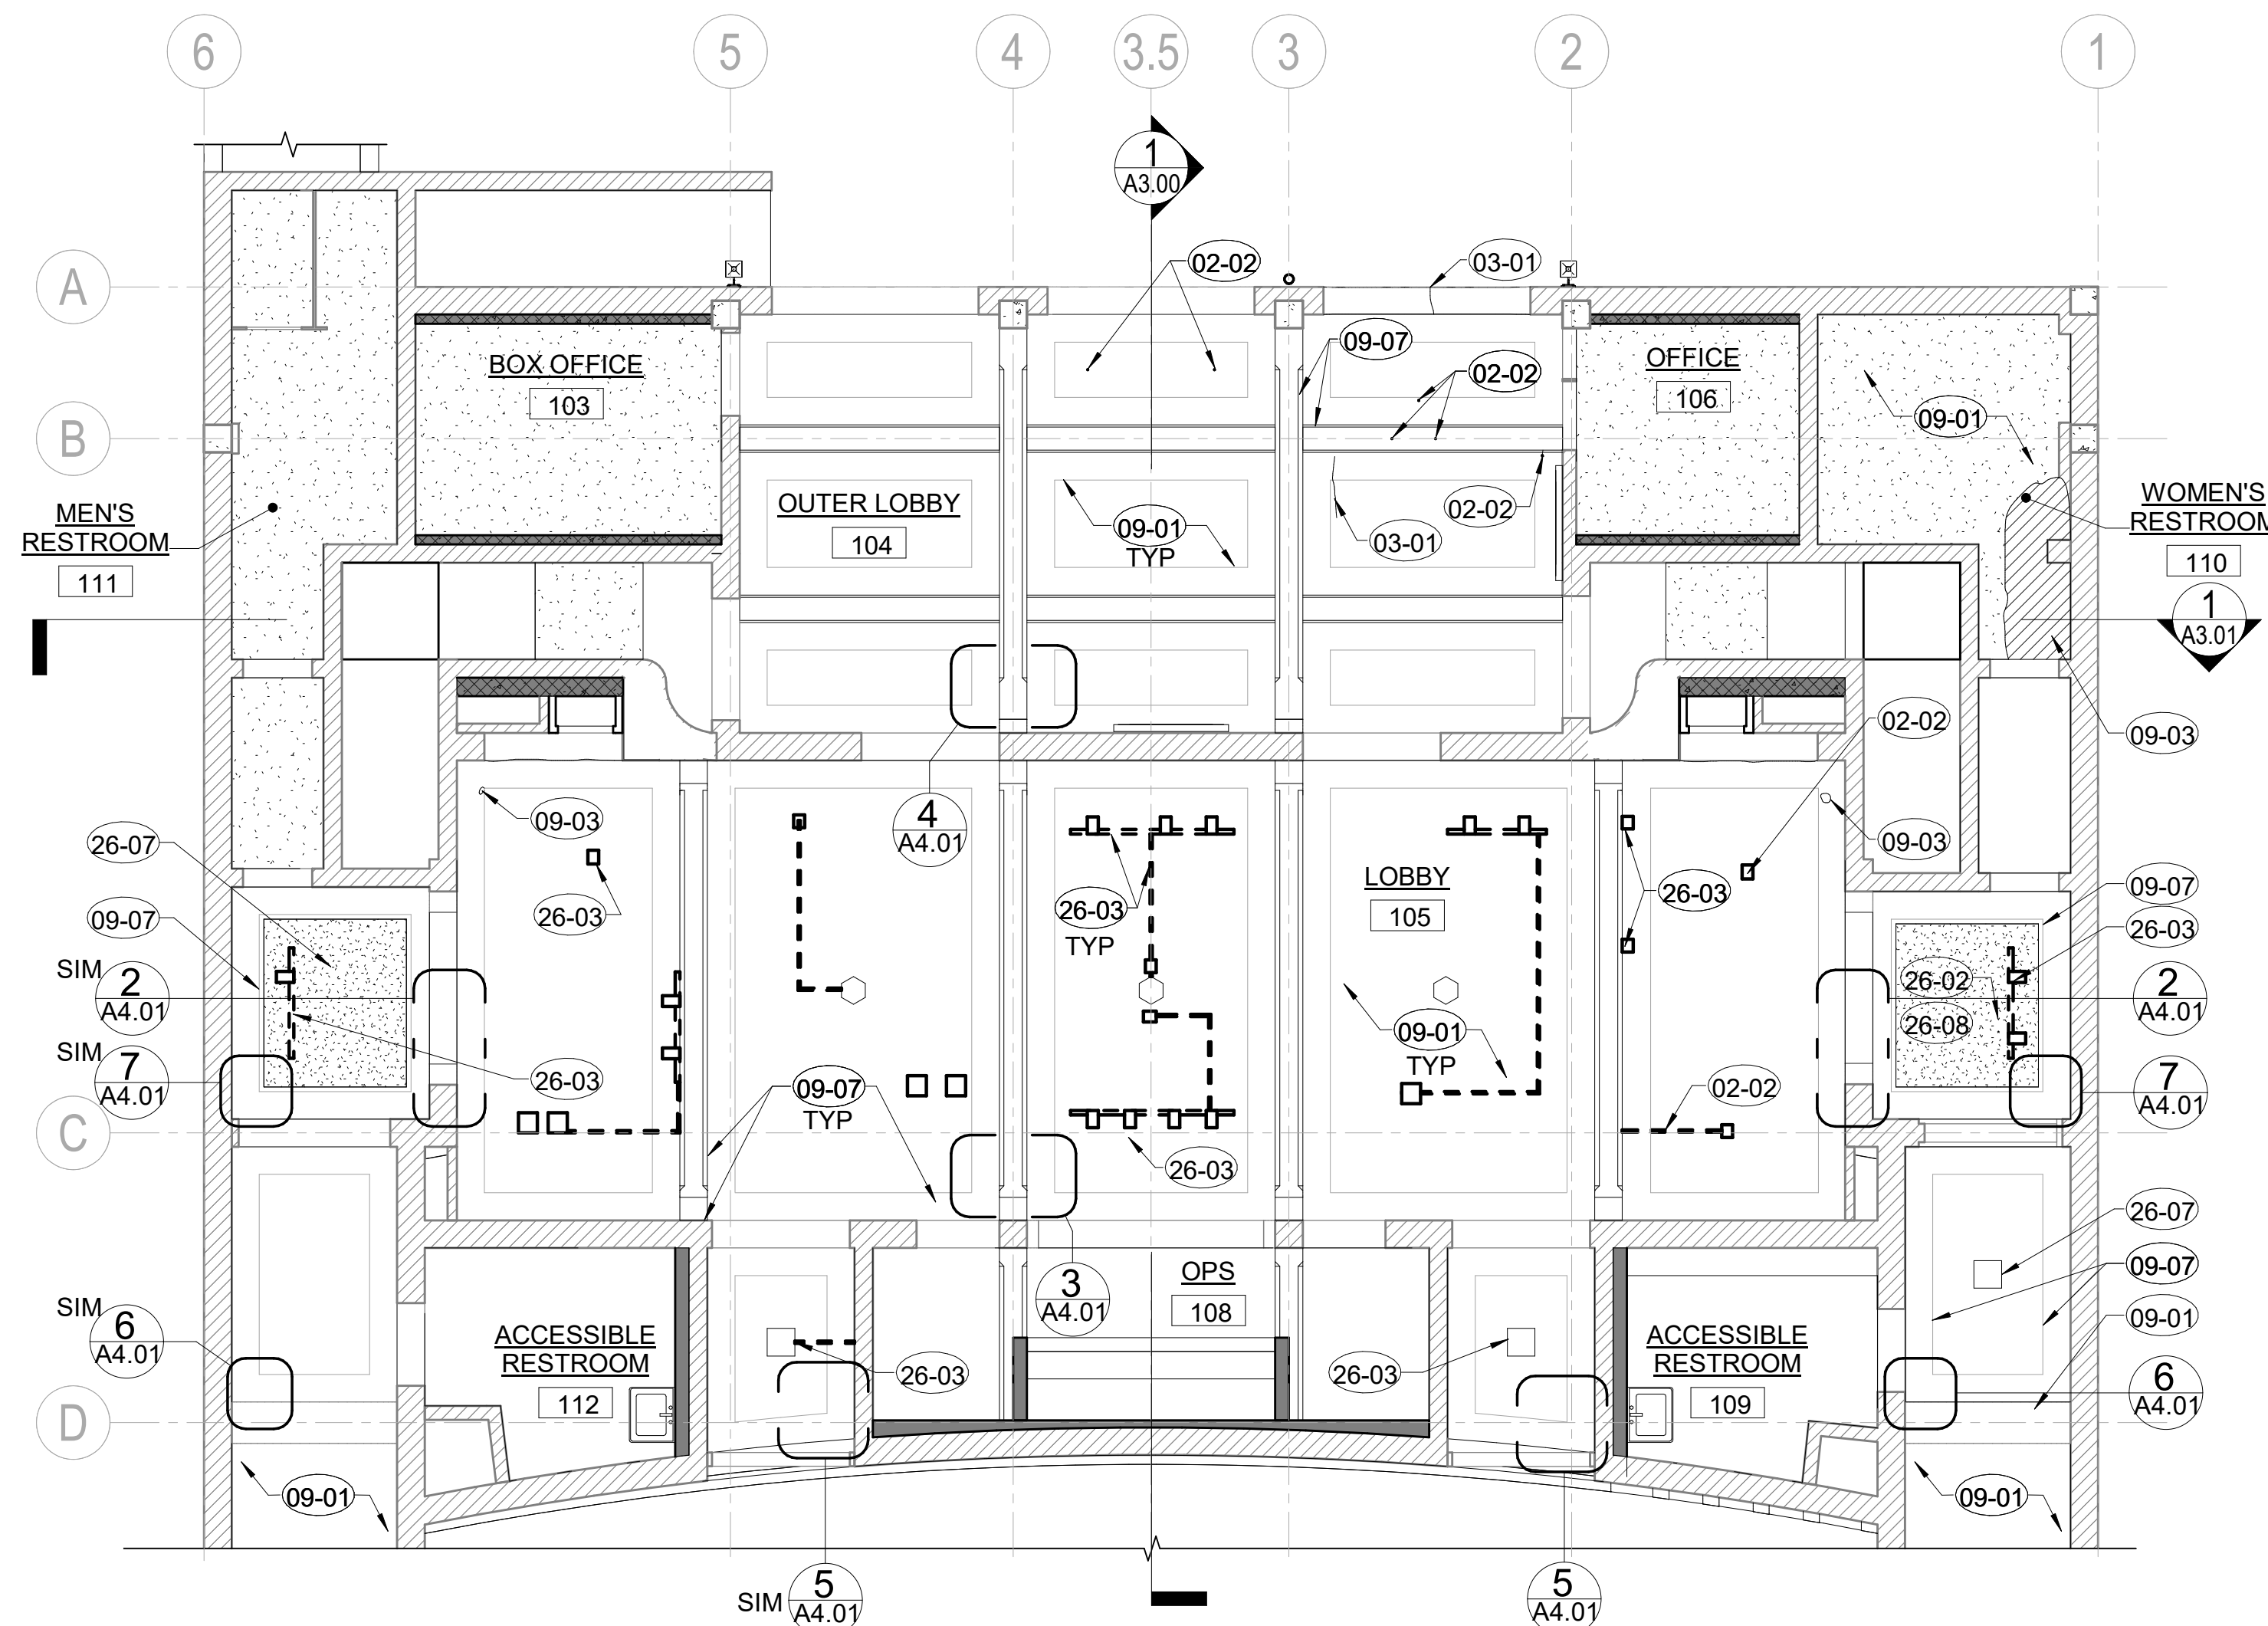 6 5 4 3.5 3 2 1
1
A3.00
A
02-02
03-01
09-07
BOX OFFICE
103
02-02
OFFICE
106
09-01
B
MEN'S
RESTROOM
111
OUTER LOBBY
104
09-01
TYP
02-02
03-01
WOMEN'S
RESTROOM
110
1
A3.01
02-02
09-03
09-03
4
A4.01
09-03
26-07
09-07
26-03
26-03
TYP
LOBBY
105
26-03
09-07
26-03
SIM
2
A4.01
26-02
26-08
2
A4.01
SIM
7
A4.01
26-03
09-07
TYP
09-01
TYP
02-02
7
A4.01
C
26-03
26-07
09-07
09-01
3
A4.01
OPS
108
SIM
6
A4.01
ACCESSIBLE
RESTROOM
112
26-03
26-03
ACCESSIBLE
RESTROOM
109
6
A4.01
D
09-01
09-01
SIM
5
A4.01
5
A4.01